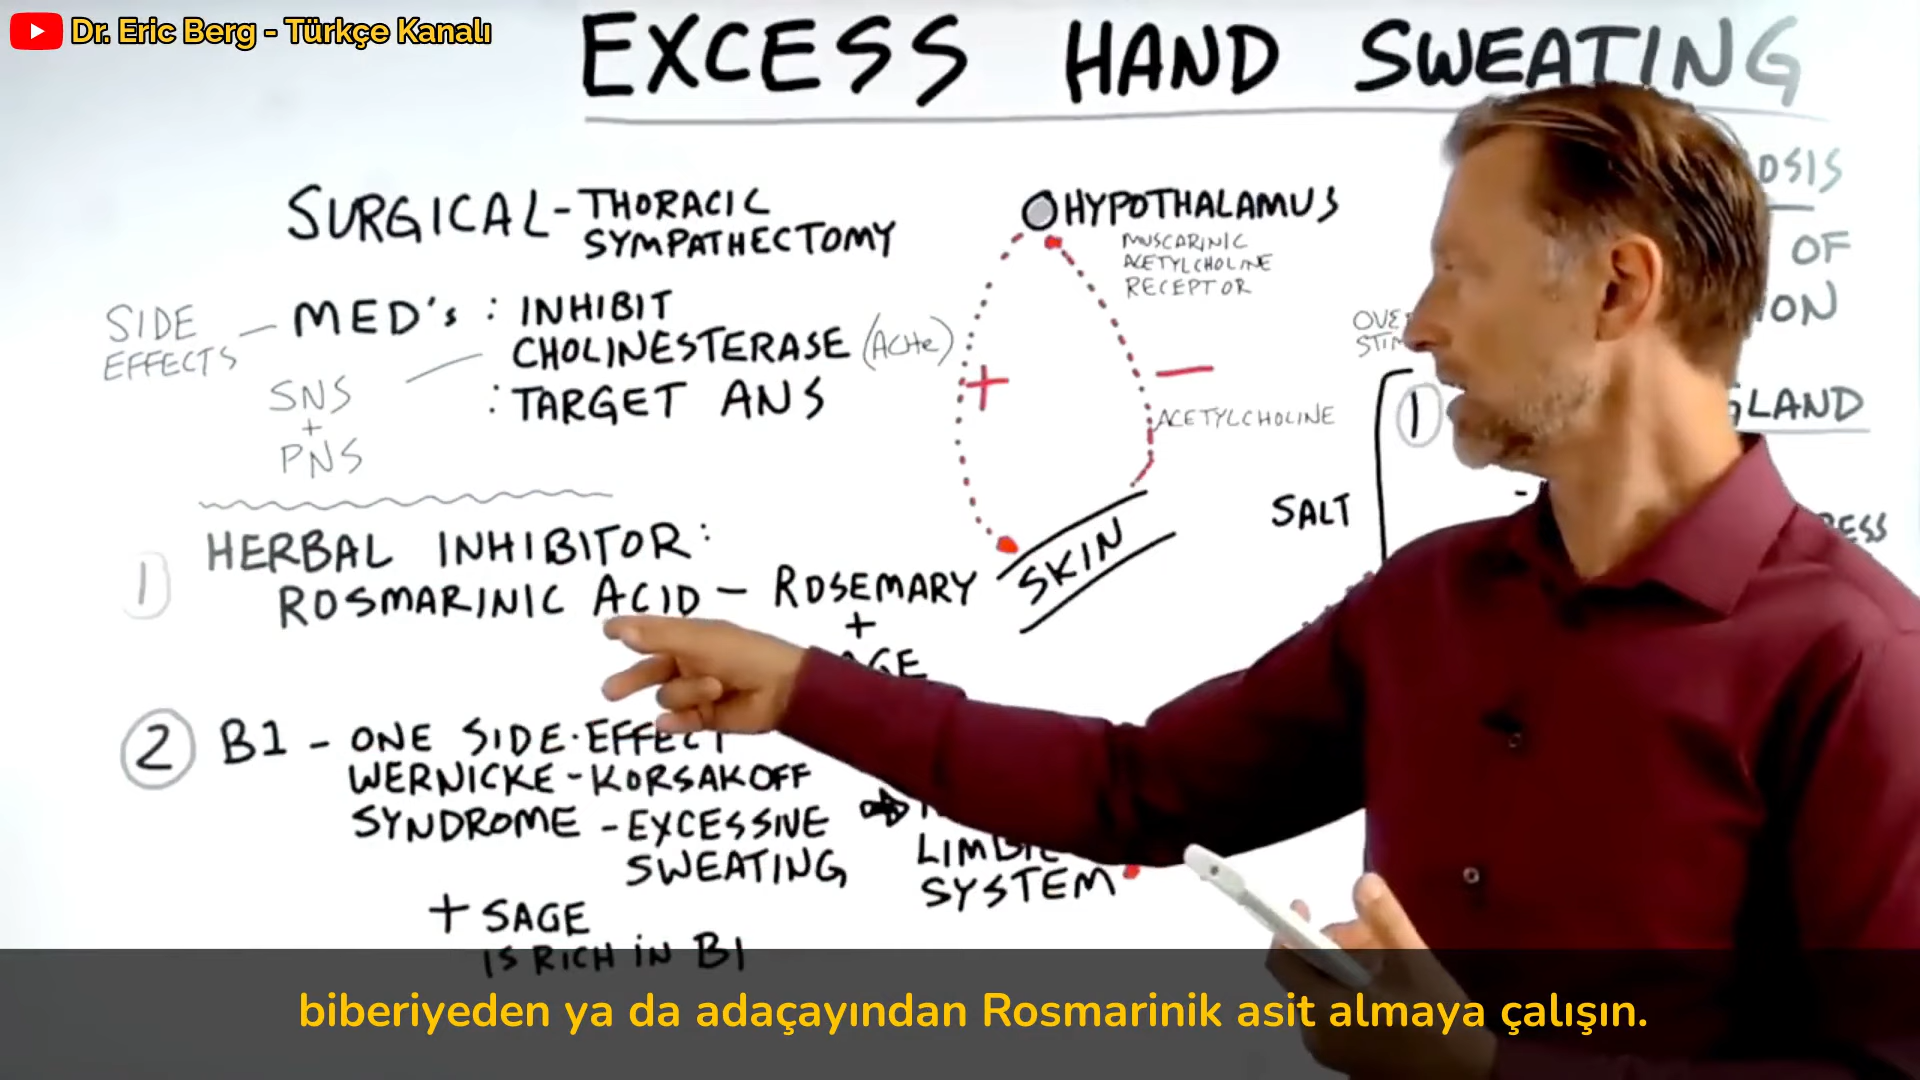 Dr. Eric Berg - Türkçe Kanalı
EXCESS HAND SWEATING
SURGICAL - THORACIC
SYMPATHECTOMY
SIDE
EFFECTS
MED's : INHIBIT
CHOLINESTERASE (ACHe)
: TARGET ANS
SNS
+
PNS
HYPOTHALAMUS
MUSCARINIC
ACETYLCHOLINE
RECEPTOR
+
—
ACETYLCHOLINE
SKIN
OF
1
SALT
1
HERBAL INHIBITOR:
ROSMARINIC ACID - ROSEMARY
+
2
B1 - ONE SIDE-EFFECT
WERNICKE-KORSAKOFF
SYNDROME - EXCESSIVE
SWEATING
LIMBIC
SYSTEM
+ SAGE
IS RICH IN B1
biberiyeden ya da adaçayından Rosmarinik asit almaya çalışın.